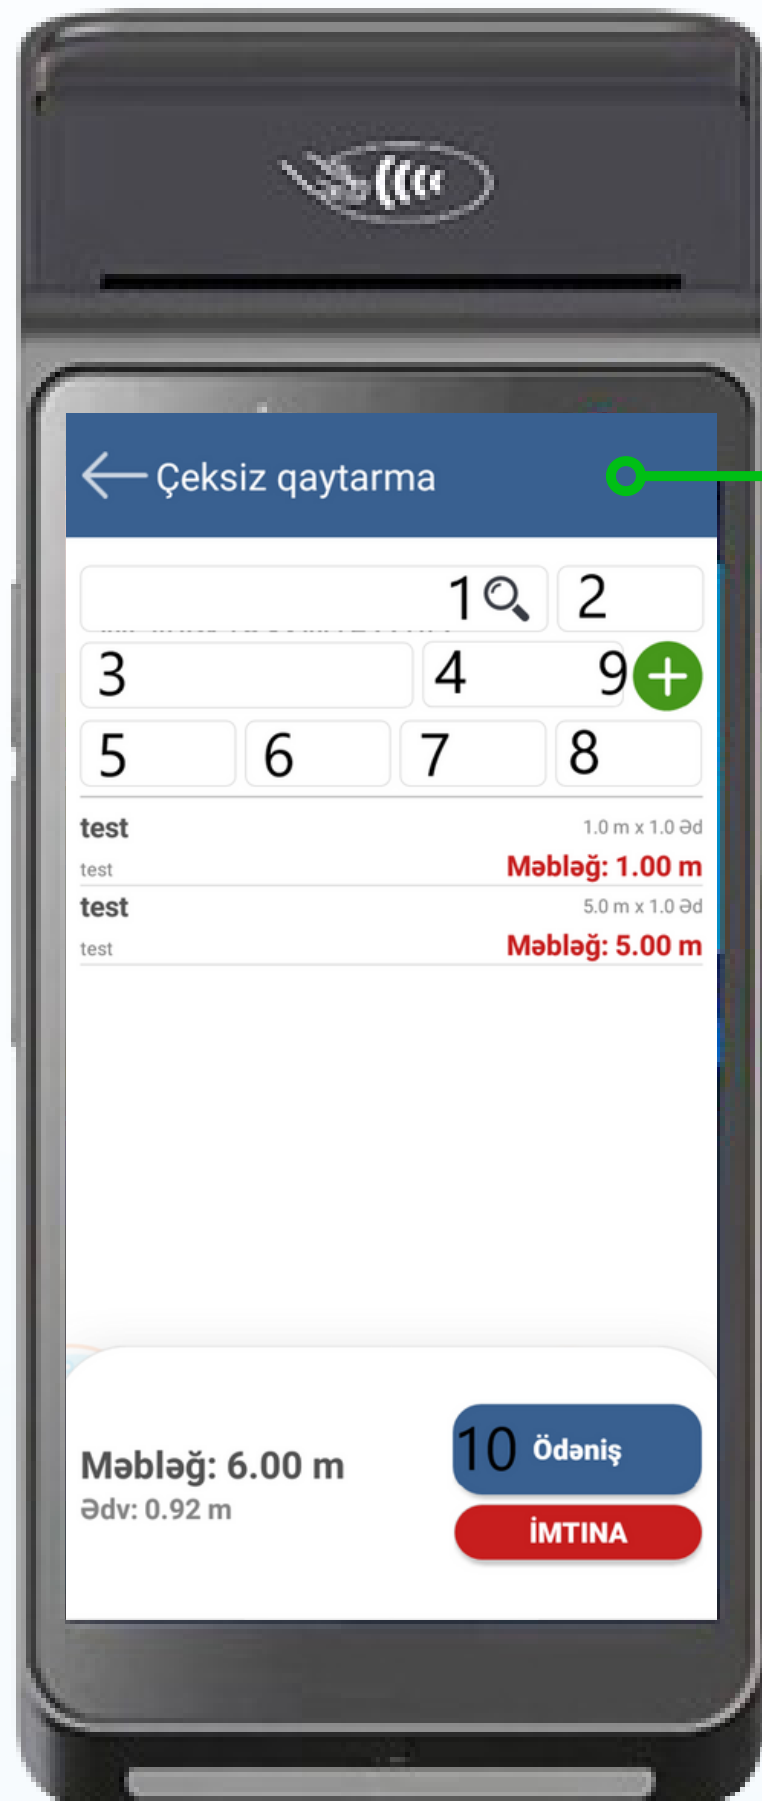 Çeksiz qaytarma
1 2
3 4 9
5 6 7 8
test 1.0 m x 1.0 Əd
test Məbləğ: 1.00 m
test 5.0 m x 1.0 Əd
test Məbləğ: 5.00 m
10 Ödəniş
Məbləğ: 6.00 m
Ədv: 0.92 m
İMTINA